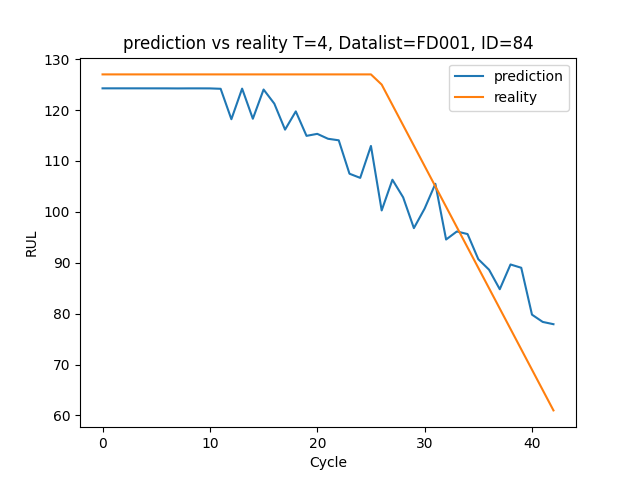 prediction vs reality T=4, Datalist=FD001, ID=84
prediction
reality
130
120
110
100
90
80
70
60
RUL
0 10 20 30 40
Cycle